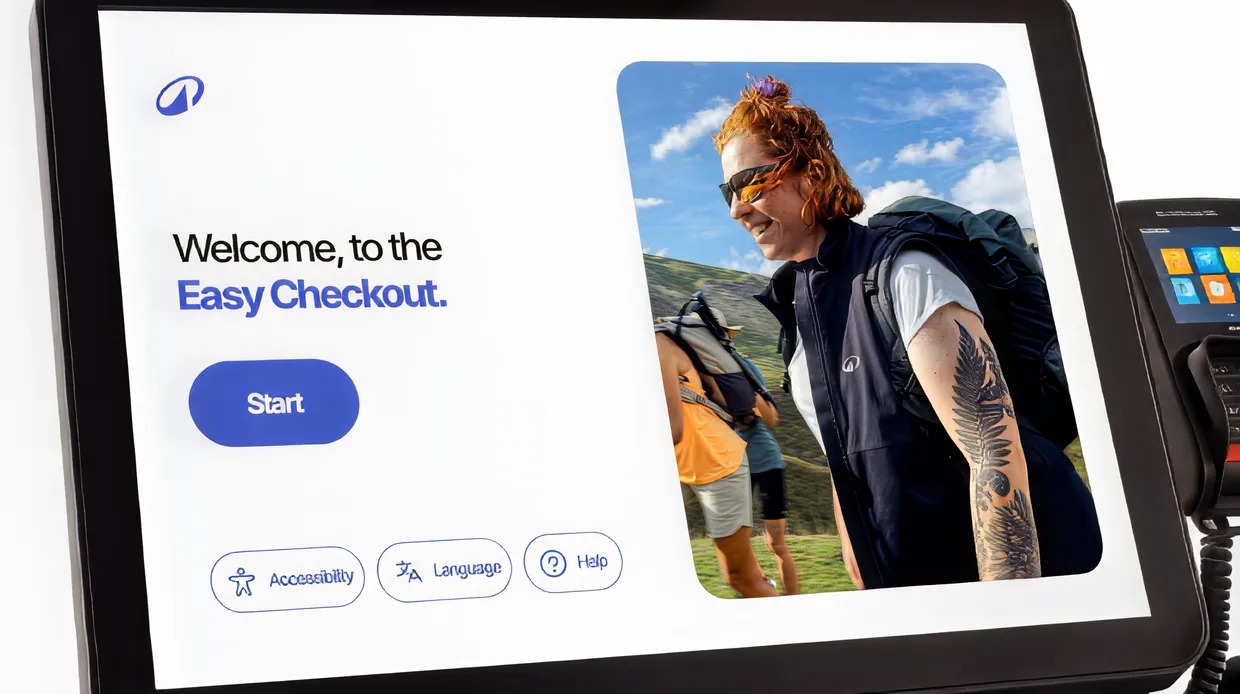 Welcome, to the
Easy Checkout.
Start
Accessibility
Language
Help